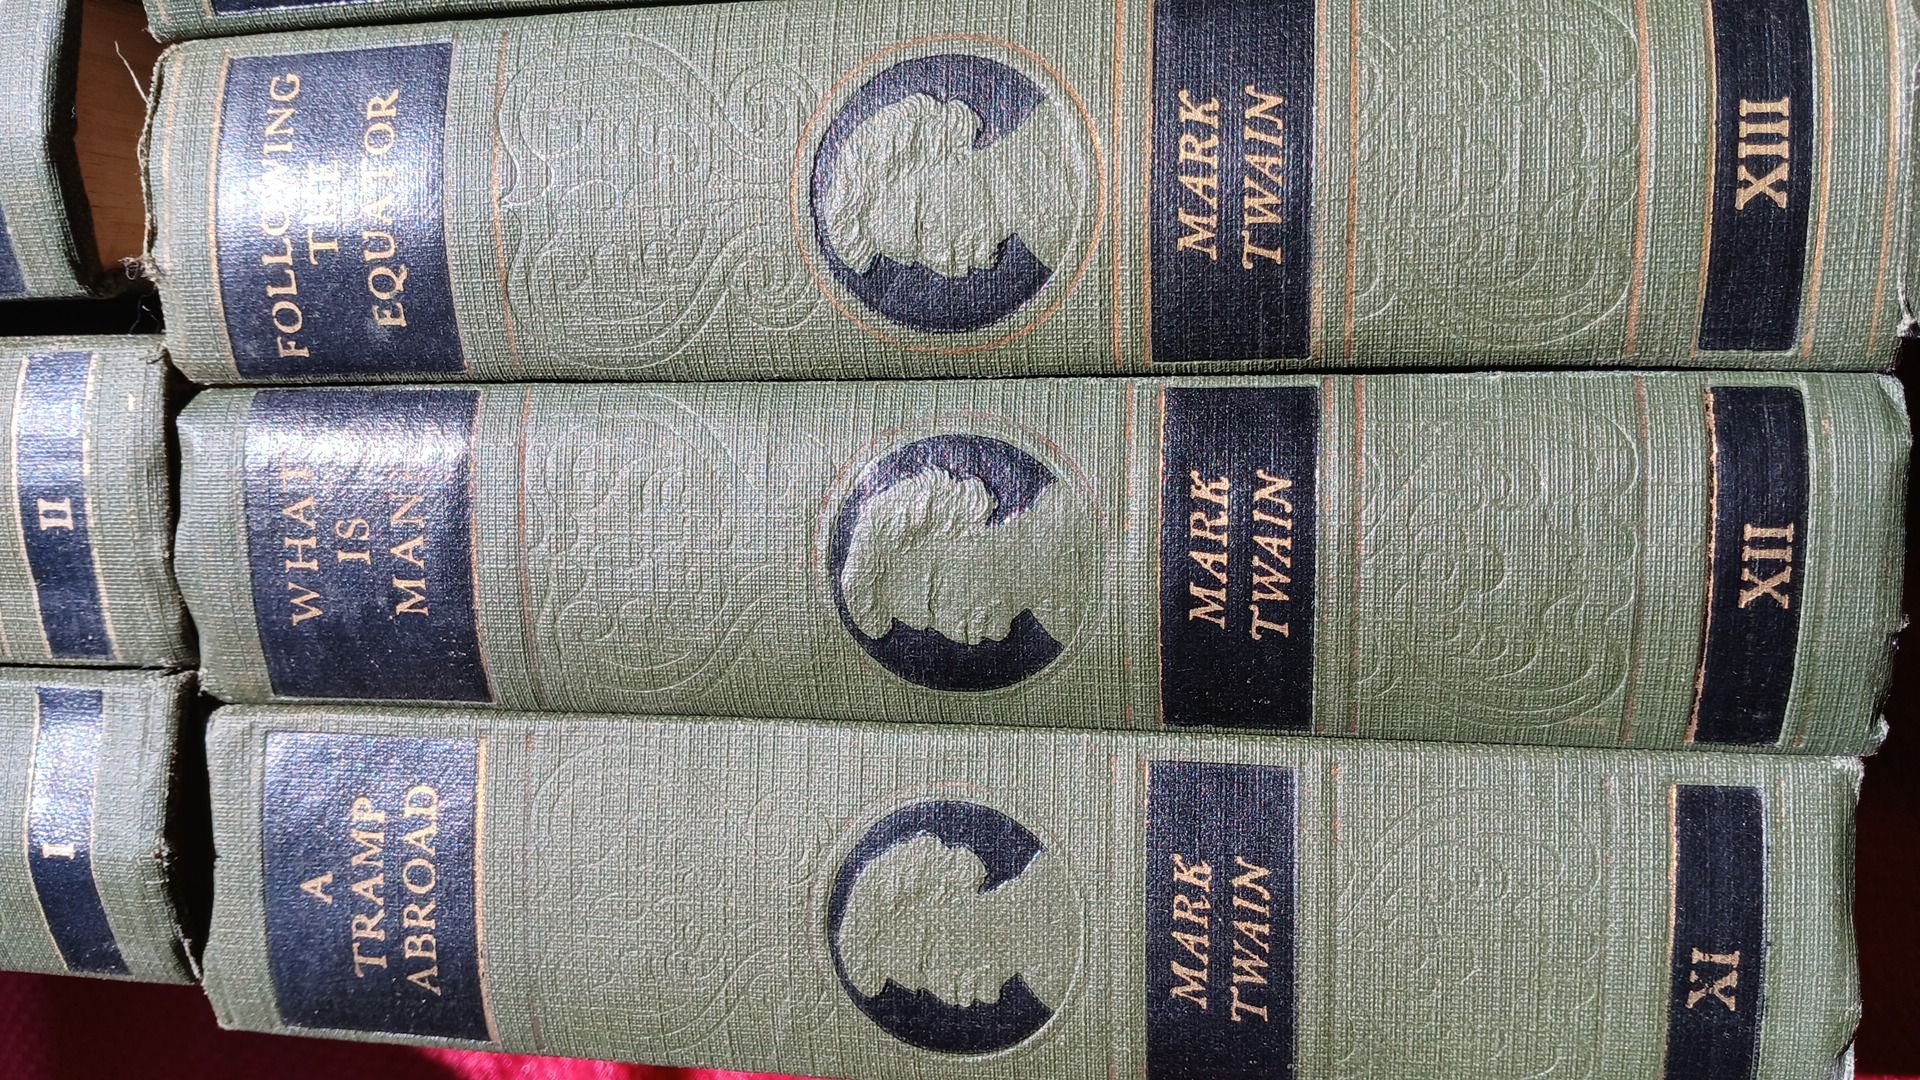 FOLLOWING
THE
EQUATOR
MARK
TWAIN
XIII
WHAT
IS
MAN
MARK
TWAIN
XII
A
TRAMP
ABROAD
MARK
TWAIN
XI
II
I